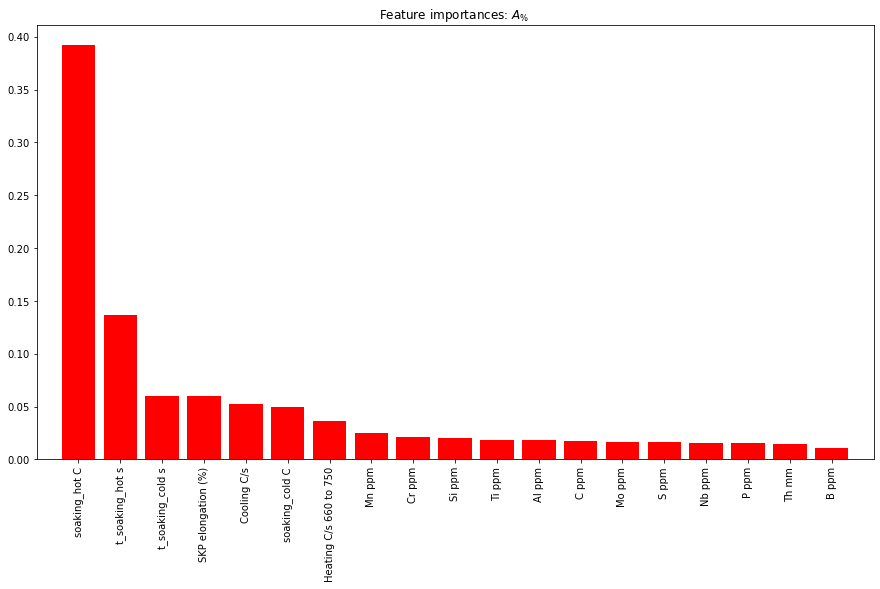 Feature importances: A%
0.40
0.35
0.30
0.25
0.20
0.15
0.10
0.05
0.00
soaking_hot C
t_soaking_hot s
t_soaking_cold s
SKP elongation (%)
Cooling C/s
soaking_cold C
Heating C/s 660 to 750
Mn ppm
Cr ppm
Si ppm
Ti ppm
Al ppm
C ppm
Mo ppm
S ppm
Nb ppm
P ppm
Th mm
B ppm